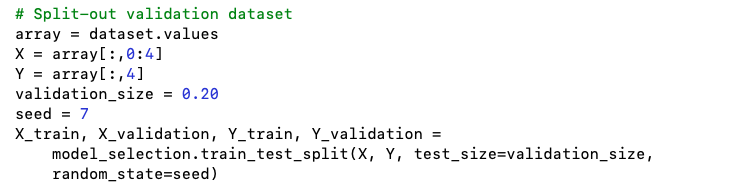 # Split-out validation dataset
array = dataset.values
X = array[:,0:4]
Y = array[:,4]
validation_size = 0.20
seed = 7
X_train, X_validation, Y_train, Y_validation =
    model_selection.train_test_split(X, Y, test_size=validation_size,
    random_state=seed)